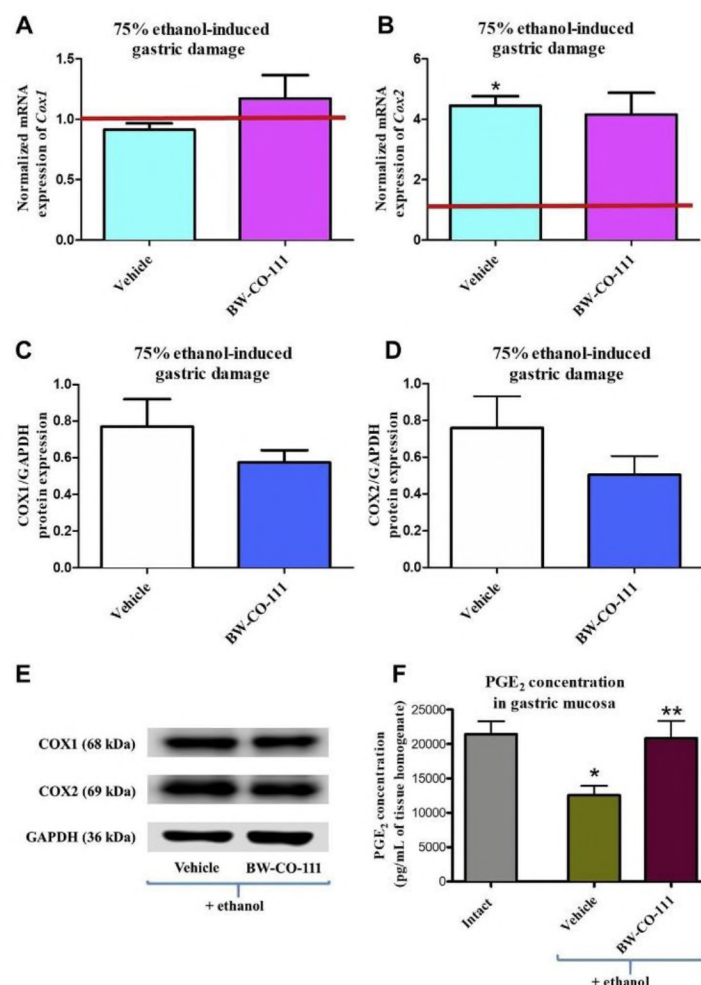 A
75% ethanol-induced
gastric damage
Normalized mRNA
expression of Cox1
1.5
1.0
0.5
0.0
Vehicle
BW-CO-111
B
75% ethanol-induced
gastric damage
Normalized mRNA
expression of Cox2
6
4
2
0
*
Vehicle
BW-CO-111
C
75% ethanol-induced
gastric damage
COX1/GAPDH
protein expression
1.0
0.8
0.6
0.4
0.2
0.0
Vehicle
BW-CO-111
D
75% ethanol-induced
gastric damage
COX2/GAPDH
protein expression
1.0
0.8
0.6
0.4
0.2
0.0
Vehicle
BW-CO-111
E
COX1 (68 kDa)
COX2 (69 kDa)
GAPDH (36 kDa)
Vehicle BW-CO-111
+ ethanol
F
PGE₂ concentration
in gastric mucosa
PGE₂ concentration
(pg/mL of tissue homogenate)
25000
20000
15000
10000
5000
0
*
**
Intact
Vehicle
BW-CO-111
+ ethanol